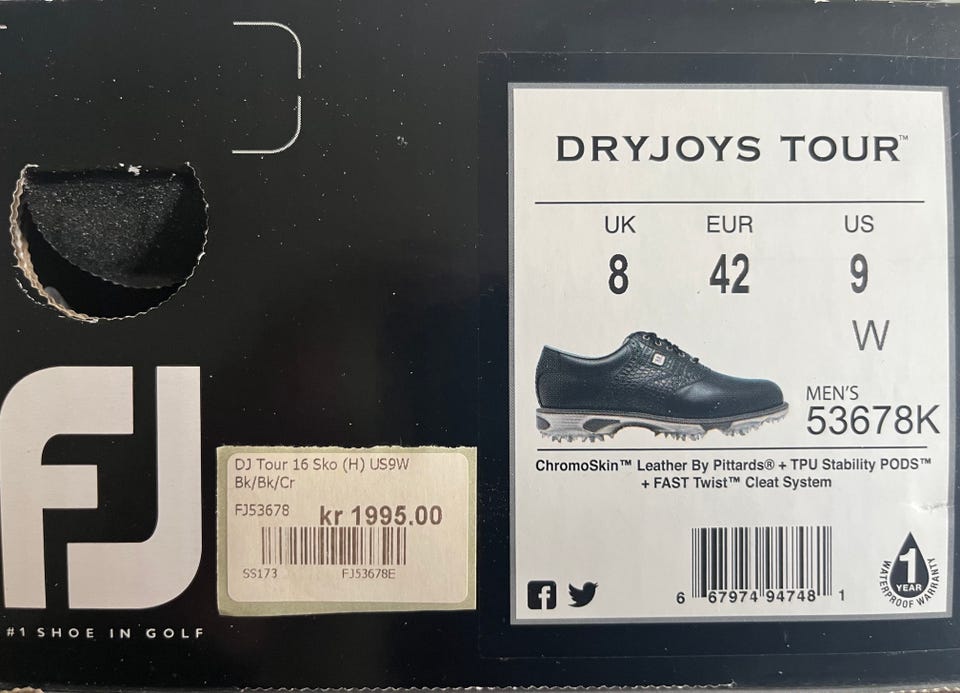 FJ
#1 SHOE IN GOLF
DJ Tour 16 Sko (H) US9W
Bk/Bk/Cr
FJ53678 kr 1995.00
SS173 FJ53678E
DRYJOYS TOUR™
UK EUR US
8 42 9
W
MEN'S
53678K
ChromoSkin™ Leather By Pittards® + TPU Stability PODS™
+ FAST Twist™ Cleat System
6 67974 94748 1
1
YEAR
WATERPROOF WARRANTY